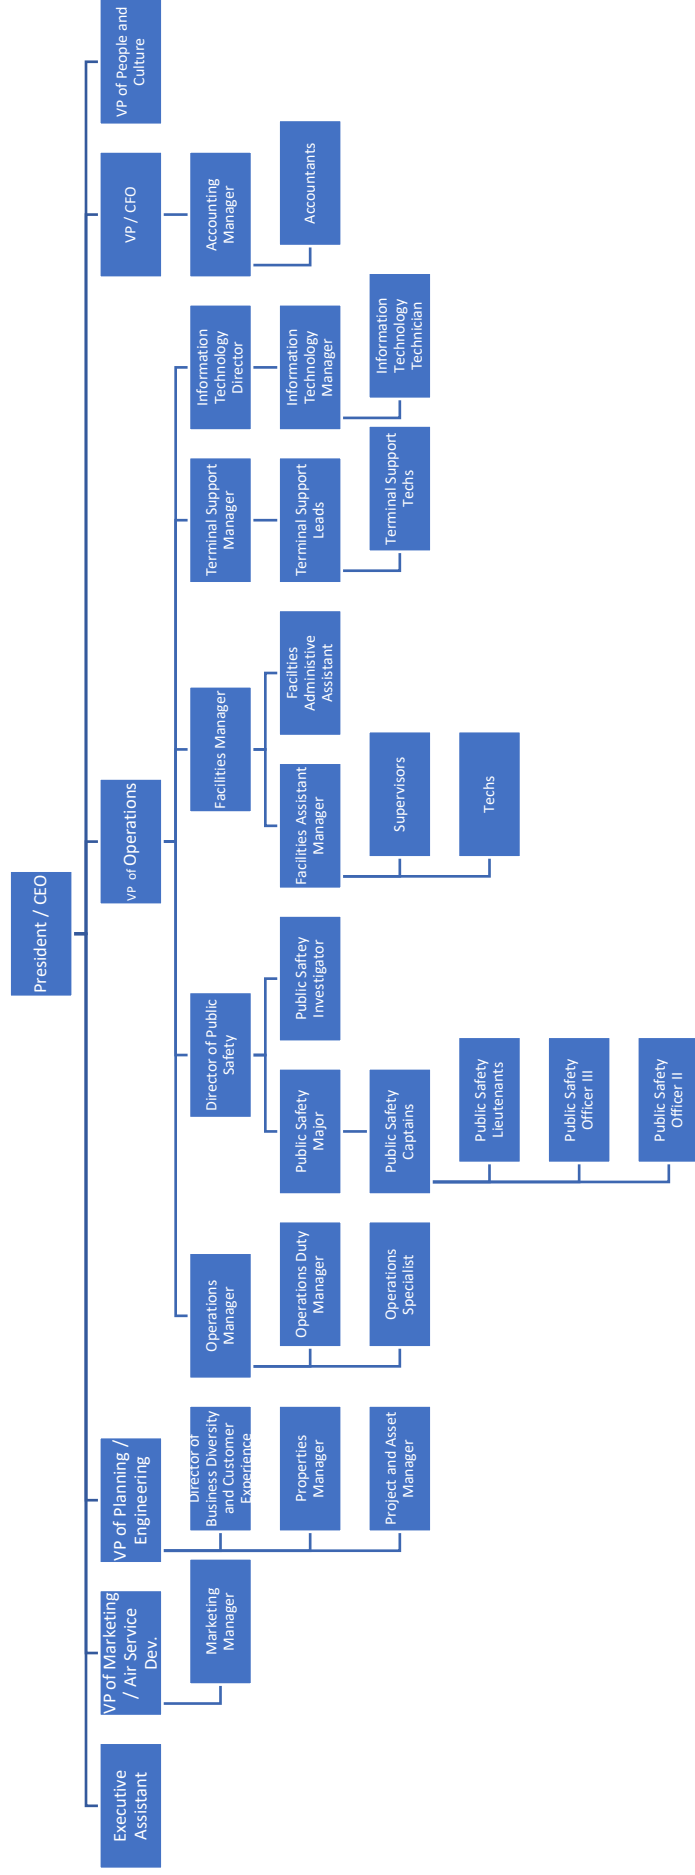 President / CEO
Executive
Assistant
VP of Marketing
/ Air Service
Dev.
Marketing
Manager
VP of Planning /
Engineering
Director of
Business Diversity
and Customer
Experience
Properties
Manager
Project and Asset
Manager
VP of Operations
Operations
Manager
Operations Duty
Manager
Operations
Specialist
Director of Public
Safety
Public Safety
Major
Public Safety
Captains
Public Safety
Lieutenants
Public Safety
Officer III
Public Safety
Officer II
Public Saftey
Investigator
Facilities Manager
Facilities Assistant
Manager
Supervisors
Techs
Facilties
Administive
Assistant
Terminal Support
Manager
Terminal Support
Leads
Terminal Support
Techs
Information
Technology
Director
Information
Technology
Manager
Information
Technology
Technician
VP / CFO
Accounting
Manager
Accountants
VP of People and
Culture